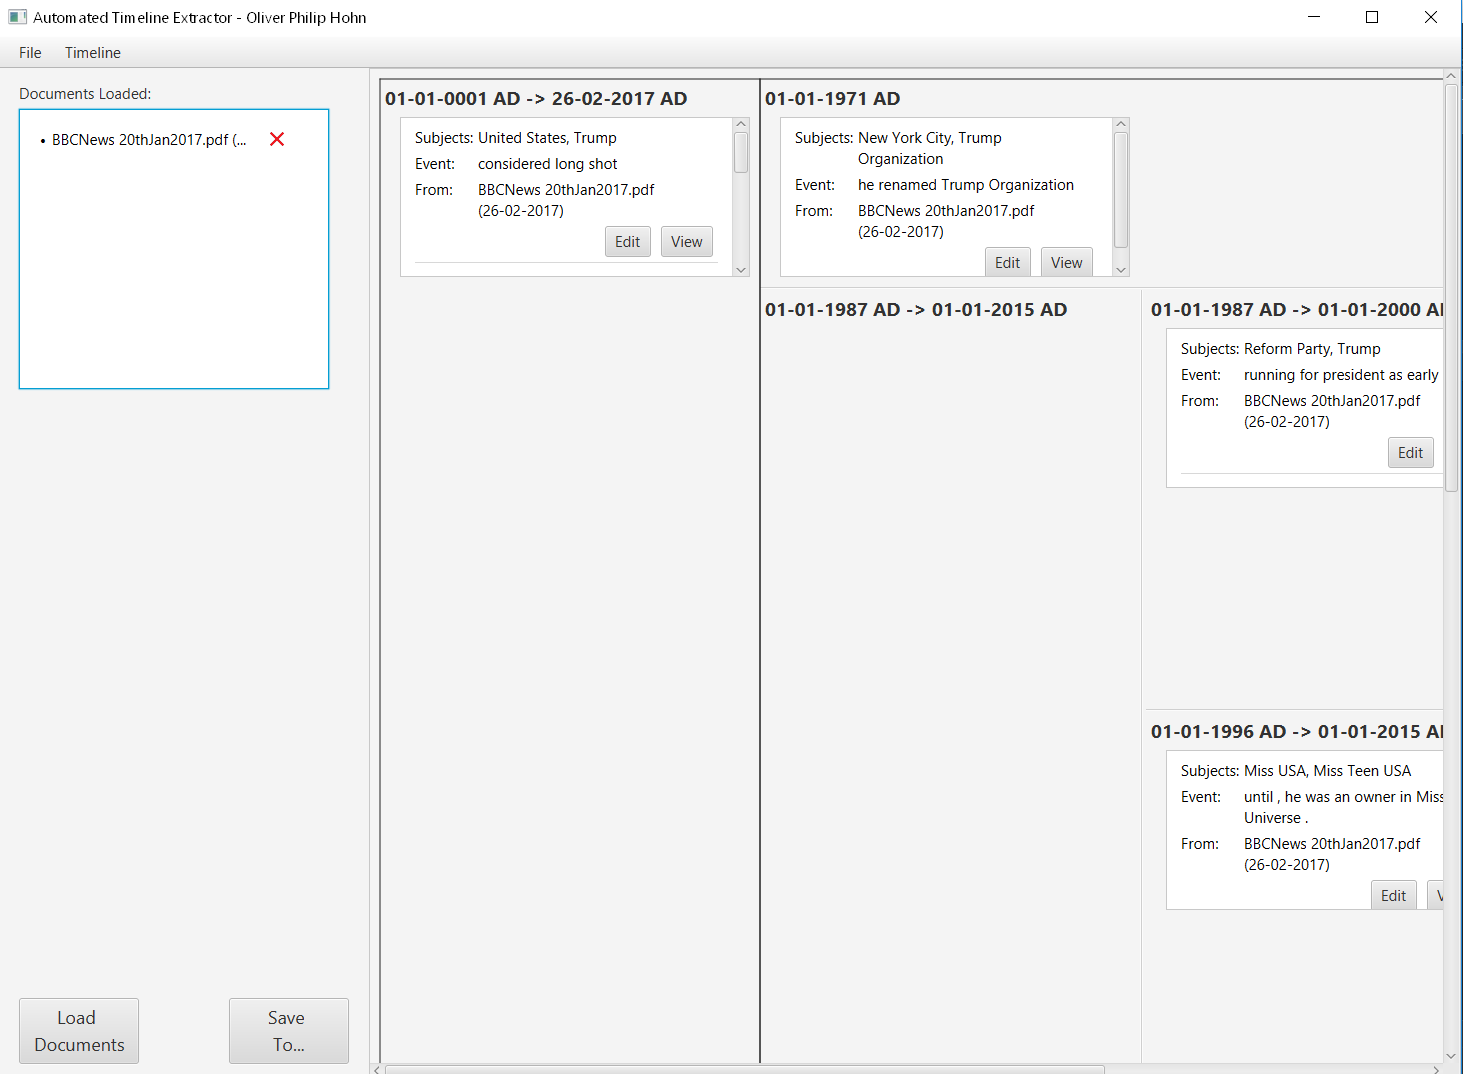 Automated Timeline Extractor - Oliver Philip Hohn
File Timeline
Documents Loaded:
• BBCNews 20thJan2017.pdf (...
Load
Documents
Save
To...
01-01-0001 AD -> 26-02-2017 AD
Subjects: United States, Trump
Event: considered long shot
From: BBCNews 20thJan2017.pdf
(26-02-2017)
Edit View
01-01-1971 AD
Subjects: New York City, Trump
Organization
Event: he renamed Trump Organization
From: BBCNews 20thJan2017.pdf
(26-02-2017)
Edit View
01-01-1987 AD -> 01-01-2015 AD
01-01-1987 AD -> 01-01-2000 A
Subjects: Reform Party, Trump
Event: running for president as early
From: BBCNews 20thJan2017.pdf
(26-02-2017)
Edit
01-01-1996 AD -> 01-01-2015 A
Subjects: Miss USA, Miss Teen USA
Event: until , he was an owner in Miss
Universe .
From: BBCNews 20thJan2017.pdf
(26-02-2017)
Edit